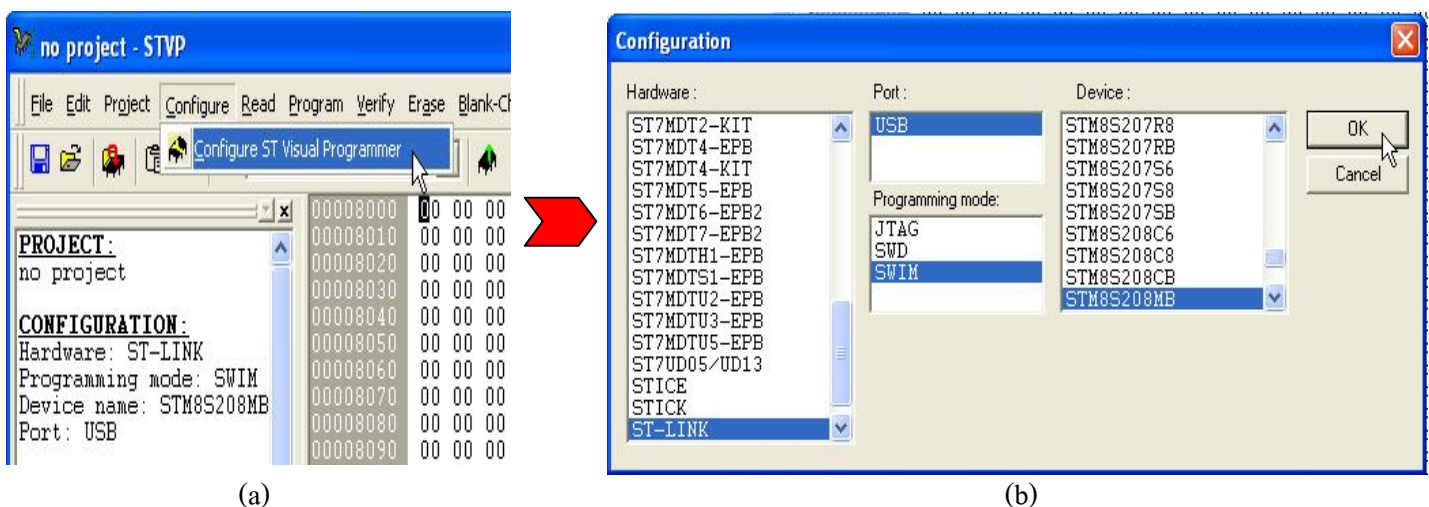 no project - STVP
File Edit Project Configure Read Program Verify Erase Blank-Ch
Configure ST Visual Programmer
PROJECT:
no project
CONFIGURATION:
Hardware: ST-LINK
Programming mode: SWIM
Device name: STM8S208MB
Port: USB
00008000 00 00 00
00008010 00 00 00
00008020 00 00 00
00008030 00 00 00
00008040 00 00 00
00008050 00 00 00
00008060 00 00 00
00008070 00 00 00
00008080 00 00 00
00008090 00 00 00
(a)
Configuration
Hardware :
ST7MDT2-KIT
ST7MDT4-EPB
ST7MDT4-KIT
ST7MDT5-EPB
ST7MDT6-EPB2
ST7MDT7-EPB2
ST7MDTH1-EPB
ST7MDTS1-EPB
ST7MDTU2-EPB
ST7MDTU3-EPB
ST7MDTU5-EPB
ST7UD05/UD13
STICE
STICK
ST-LINK
Port :
USB
Programming mode:
JTAG
SWD
SWIM
Device :
STM8S207R8
STM8S207RB
STM8S207S6
STM8S207S8
STM8S207SB
STM8S208C6
STM8S208C8
STM8S208CB
STM8S208MB
OK
Cancel
(b)